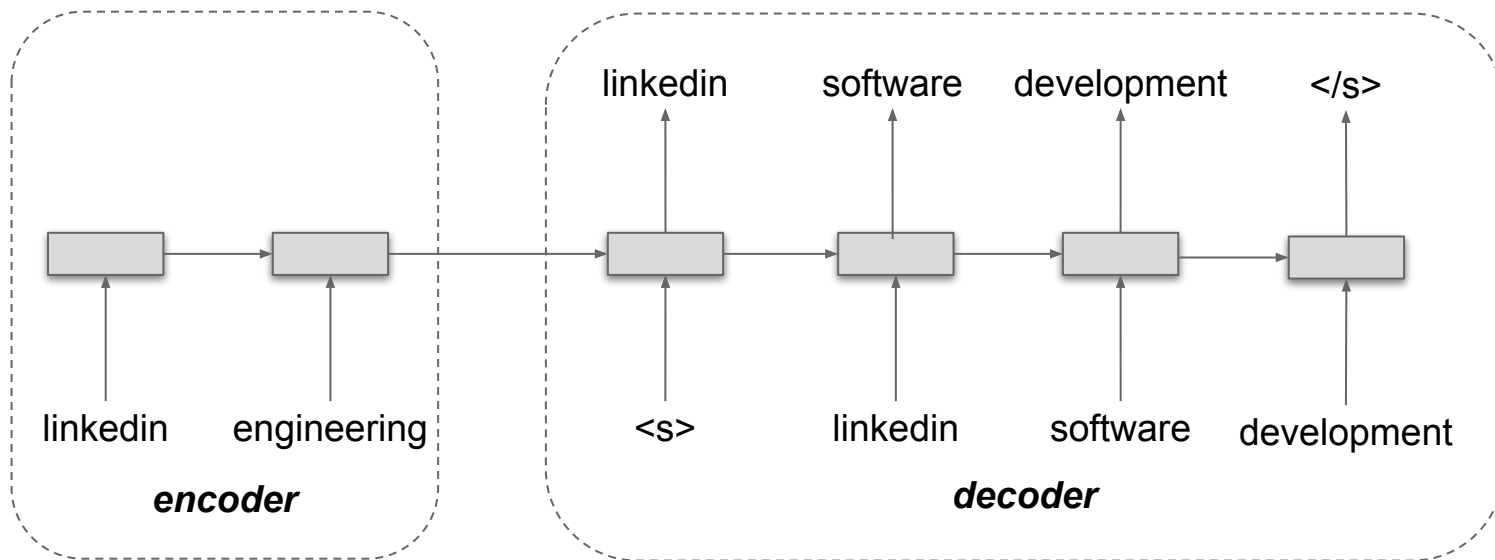 linkedin software development </s>
linkedin engineering <s> linkedin software development
encoder decoder